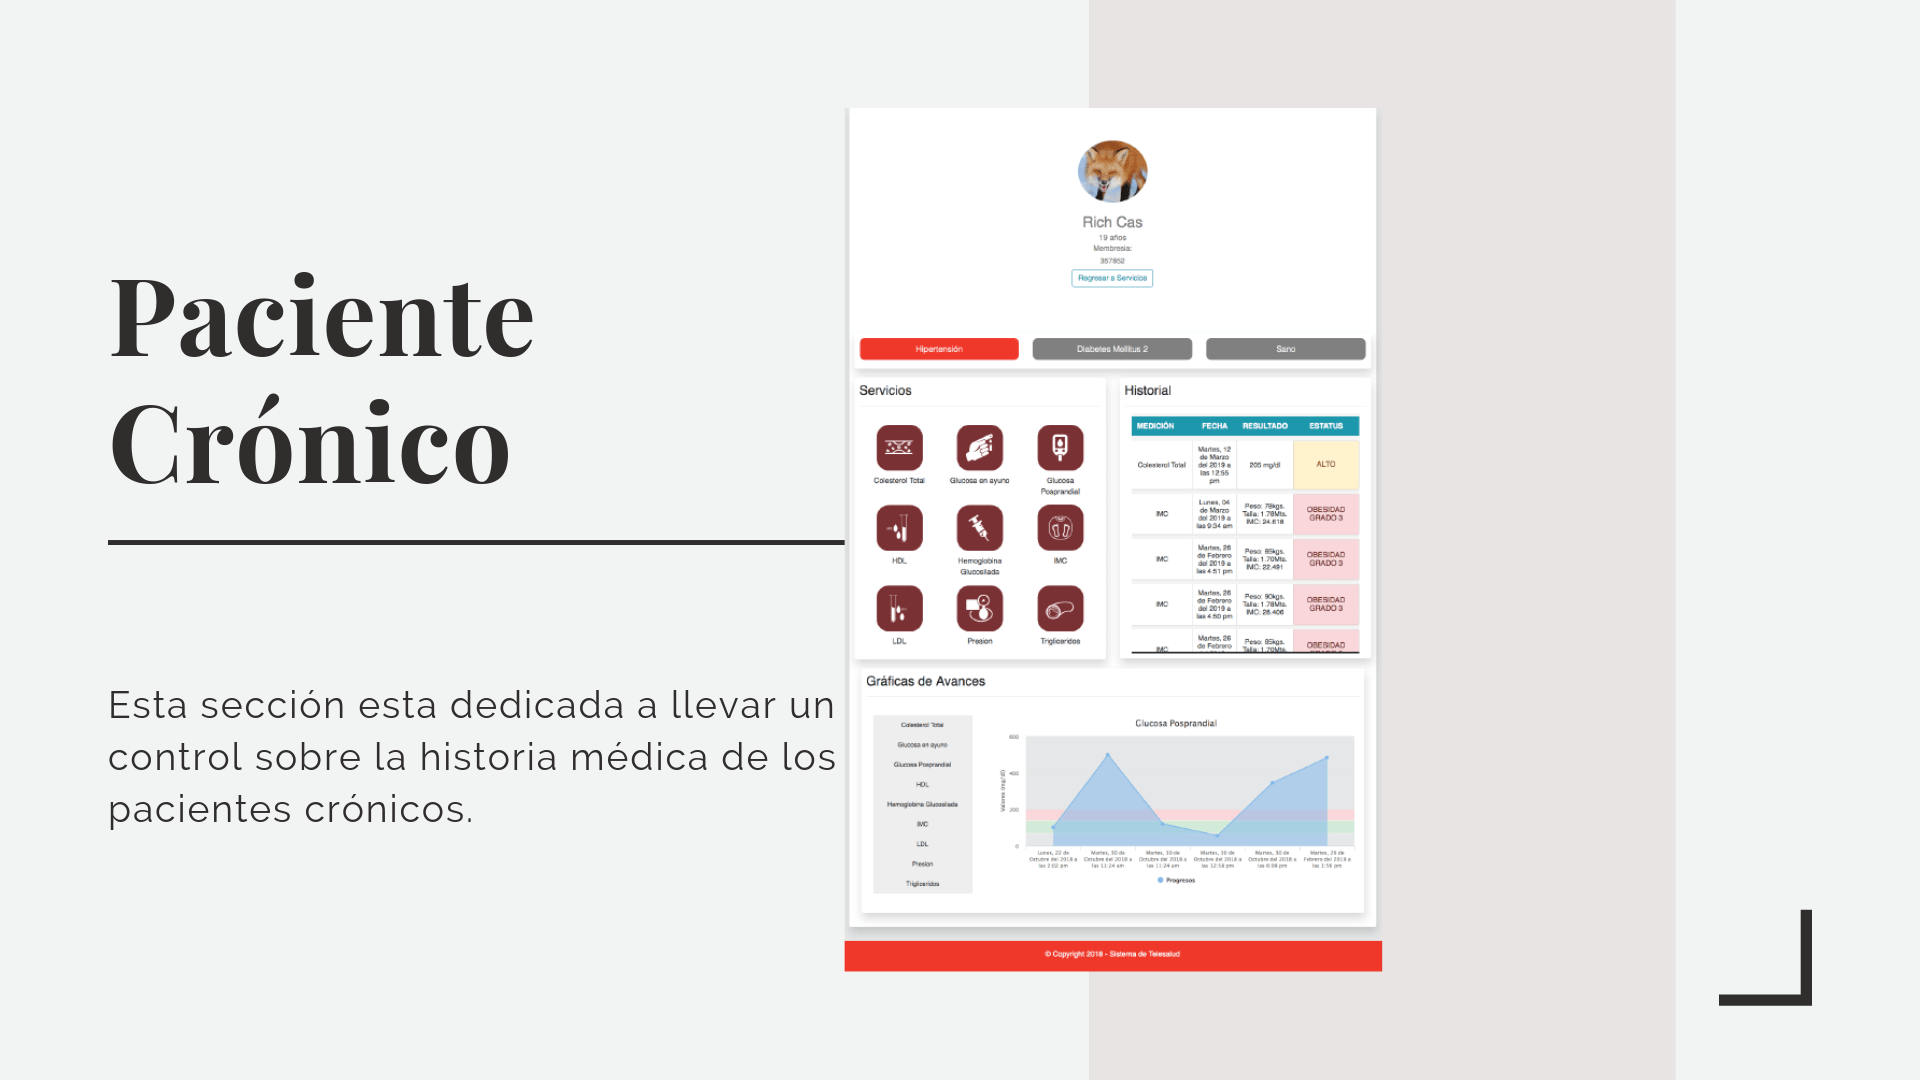 Paciente
Crónico
Esta sección esta dedicada a llevar un
control sobre la historia médica de los
pacientes crónicos.
Rich Cas
19 años
Membresia:
357852
Regresar a Servicios
Hipertensión
Diabetes Mellitus 2
Sano
Servicios
Colesterol Total
Glucosa en ayuno
Glucosa
Posprandial
HDL
Hemoglobina
Glucosilada
IMC
LDL
Presion
Trigliceridos
Historial
MEDICIÓN FECHA RESULTADO ESTATUS
Colesterol Total
Martes, 12
de Marzo
del 2019 a
las 12:55
pm
205 mg/dl
ALTO
IMC
Lunes, 04
de Marzo
del 2019 a
las 9:34 am
Peso: 78kgs.
Talla: 1.78Mts.
IMC: 24.618
OBESIDAD
GRADO 3
IMC
Martes, 26
de Febrero
del 2019 a
las 4:51 pm
Peso: 65kgs.
Talla: 1.70Mts.
IMC: 22.491
OBESIDAD
GRADO 3
IMC
Martes, 26
de Febrero
del 2019 a
las 4:50 pm
Peso: 90kgs.
Talla: 1.78Mts.
IMC: 28.406
OBESIDAD
GRADO 3
IMC
Martes, 26
de Febrero
Peso: 65kgs.
Talla: 1.70Mts.
OBESIDAD
Gráficas de Avances
Colesterol Total
Glucosa en ayuno
Glucosa Posprandial
HDL
Hemoglobina Glucosilada
IMC
LDL
Presion
Trigliceridos
Glucosa Posprandial
Valores (mg/dl)
600
400
200
0
Lunes, 22 de
Octubre del 2018 a
las 2:02 pm
Martes, 30 de
Octubre del 2018 a
las 11:24 am
Martes, 30 de
Octubre del 2018 a
las 11:24 am
Martes, 30 de
Octubre del 2018 a
las 12:58 pm
Martes, 30 de
Octubre del 2018 a
las 6:08 pm
Martes, 26 de
Febrero del 2019 a
las 1:56 pm
Progresos
© Copyright 2018 - Sistema de Telesalud